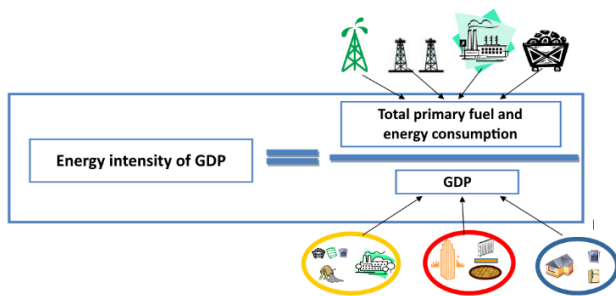 Total primary fuel and
energy consumption
Energy intensity of GDP
GDP